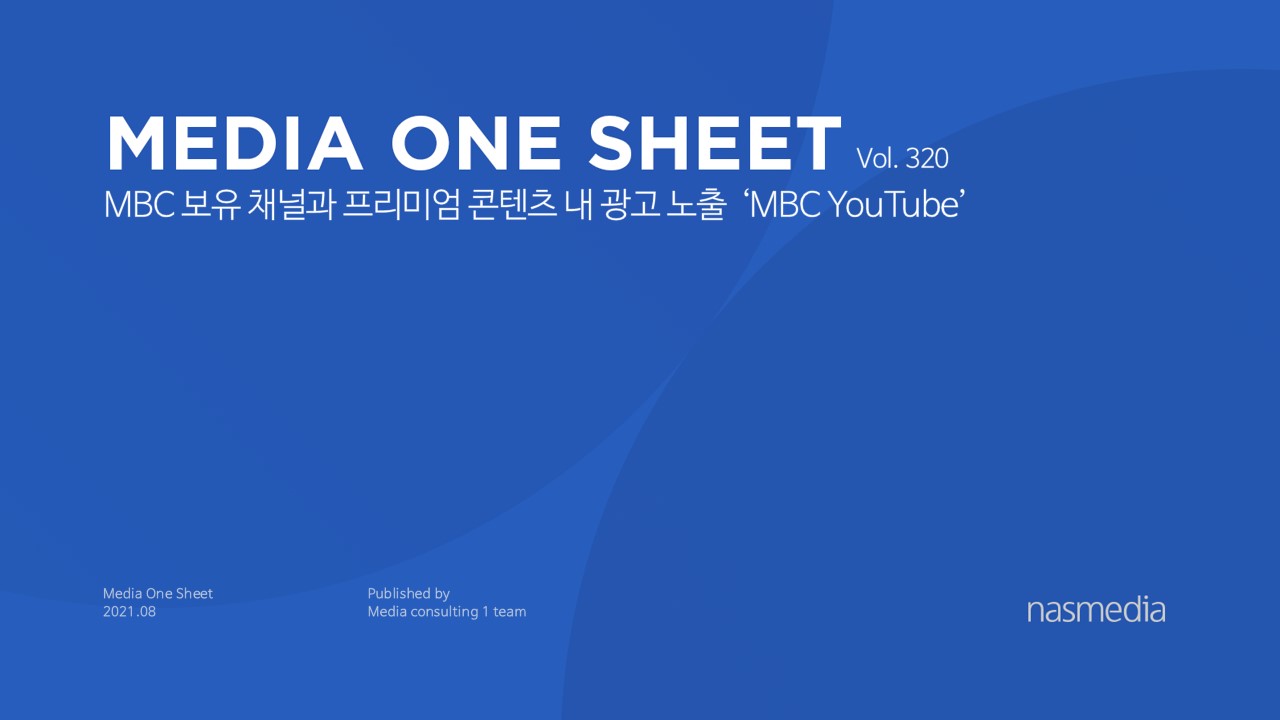 MEDIA ONE SHEET Vol. 320
MBC 보유 채널과 프리미엄 콘텐츠 내 광고 노출 ‘MBC YouTube’
Media One Sheet
2021.08
Published by
Media consulting 1 team
nasmedia